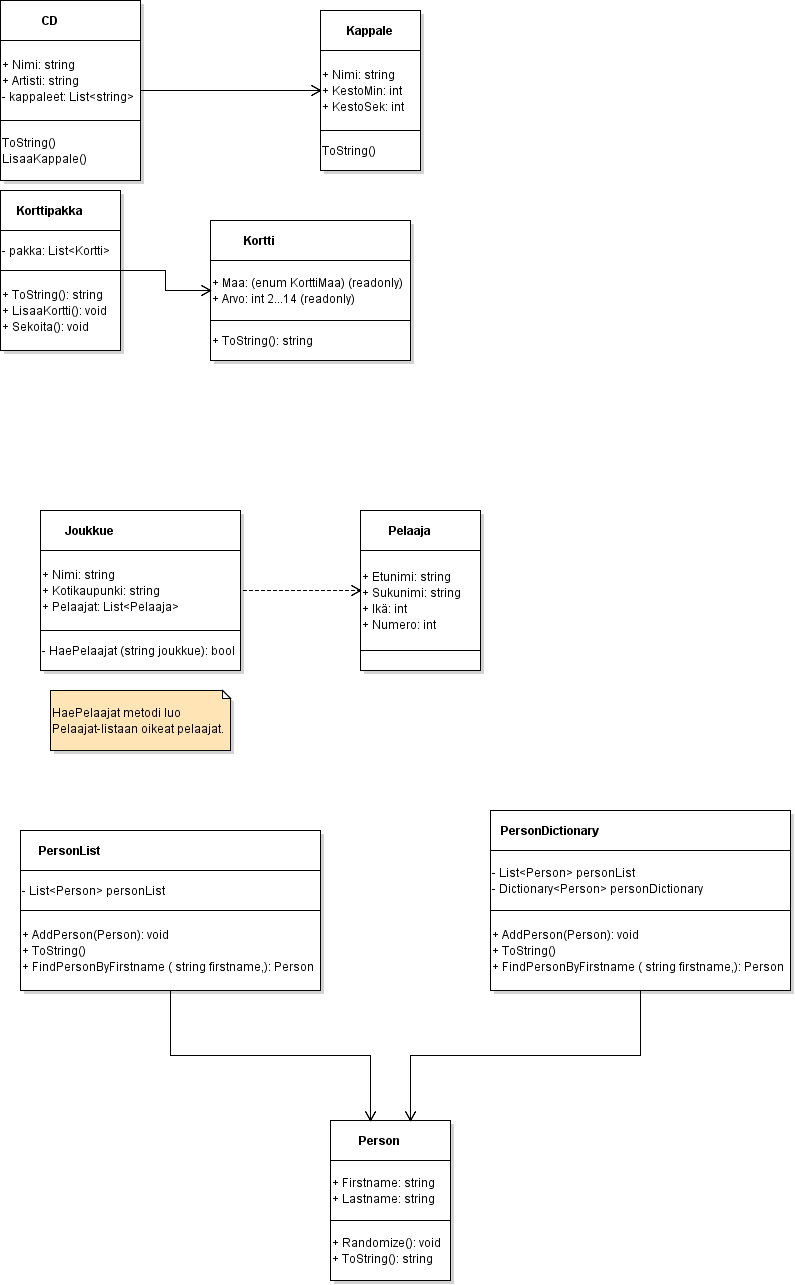 CD
+ Nimi: string
+ Artisti: string
- kappaleet: List<string>
ToString()
LisaaKappale()
Kappale
+ Nimi: string
+ KestoMin: int
+ KestoSek: int
ToString()
Korttipakka
- pakka: List<Kortti>
+ ToString(): string
+ LisaaKortti(): void
+ Sekoita(): void
Kortti
+ Maa: (enum KorttiMaa) (readonly)
+ Arvo: int 2...14 (readonly)
+ ToString(): string
Joukkue
+ Nimi: string
+ Kotikaupunki: string
+ Pelaajat: List<Pelaaja>
- HaePelaajat (string joukkue): bool
Pelaaja
+ Etunimi: string
+ Sukunimi: string
+ Ikä: int
+ Numero: int
HaePelaajat metodi luo
Pelaajat-listaan oikeat pelaajat.
PersonList
- List<Person> personList
+ AddPerson(Person): void
+ ToString()
+ FindPersonByFirstname ( string firstname,): Person
PersonDictionary
- List<Person> personList
- Dictionary<Person> personDictionary
+ AddPerson(Person): void
+ ToString()
+ FindPersonByFirstname ( string firstname,): Person
Person
+ Firstname: string
+ Lastname: string
+ Randomize(): void
+ ToString(): string